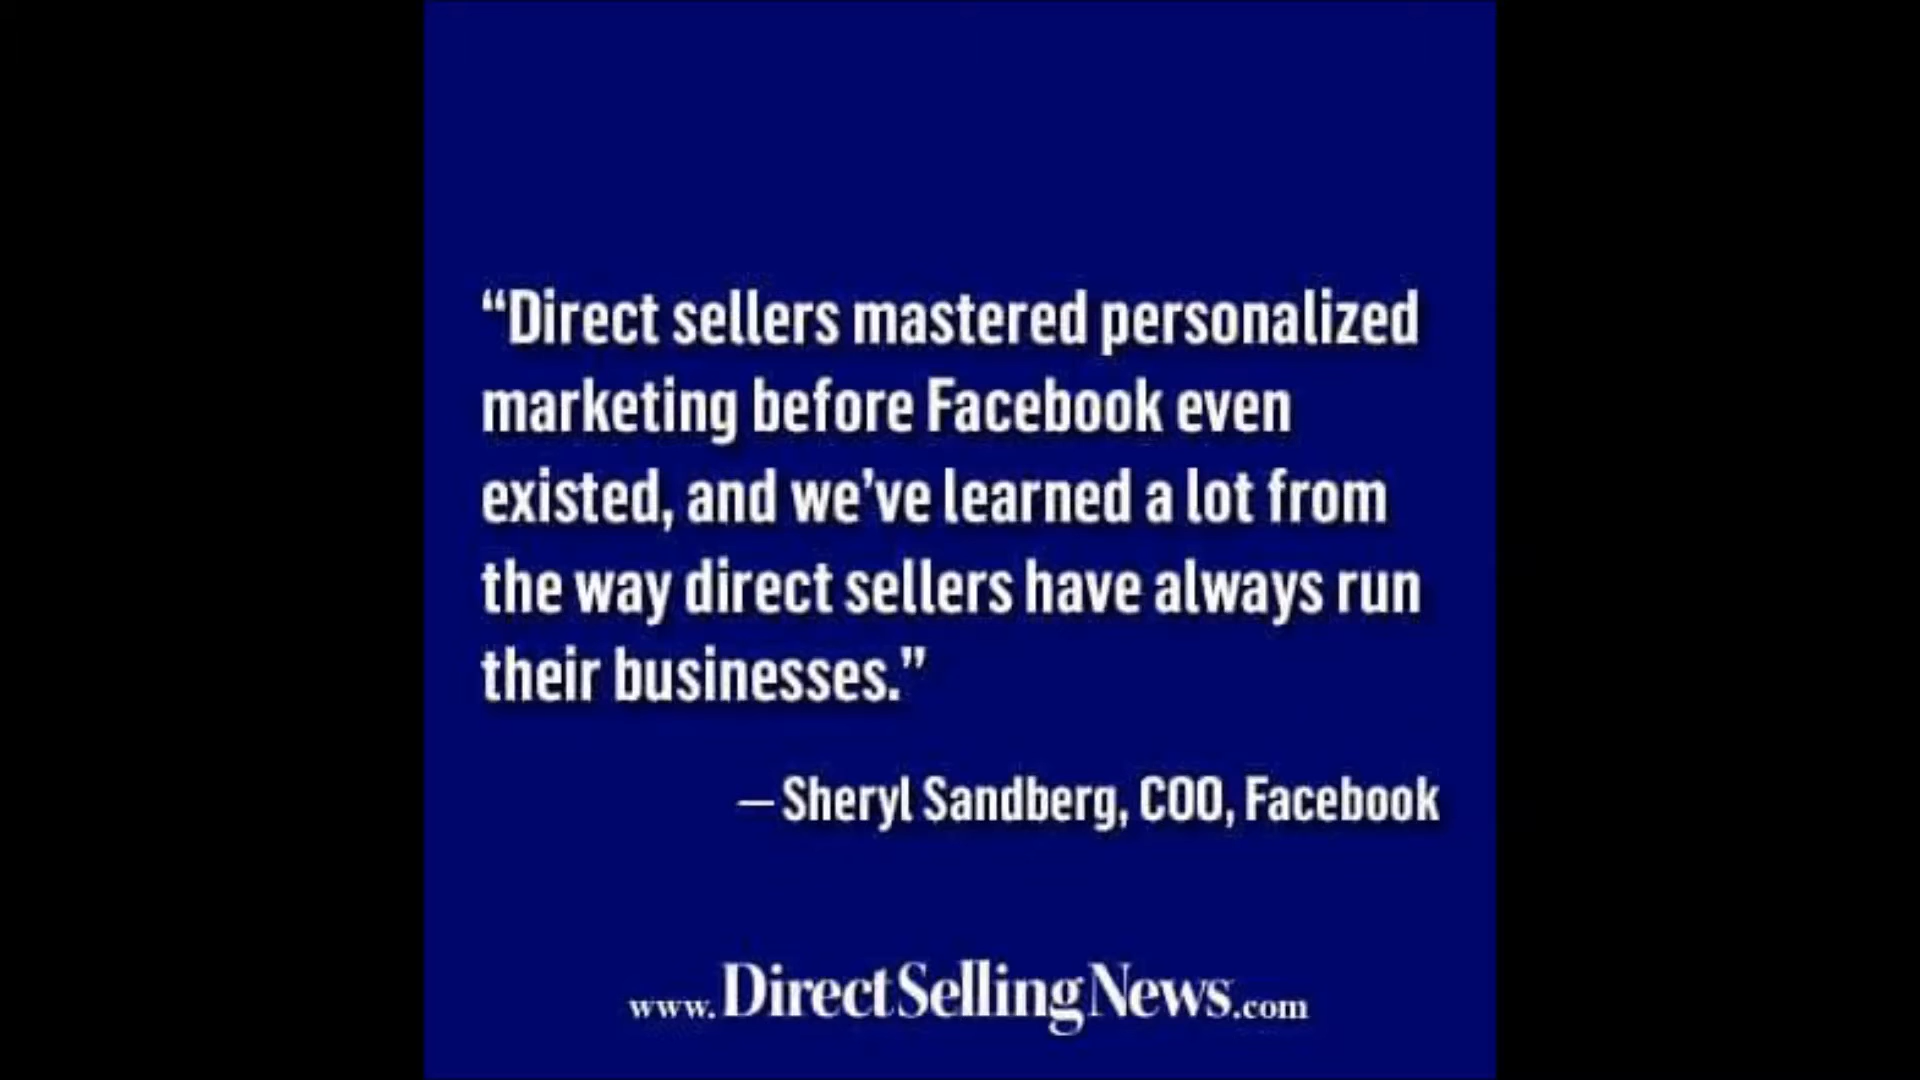 “Direct sellers mastered personalized
marketing before Facebook even
existed, and we’ve learned a lot from
the way direct sellers have always run
their businesses.”
– Sheryl Sandberg, COO, Facebook
www.DirectSellingNews.com